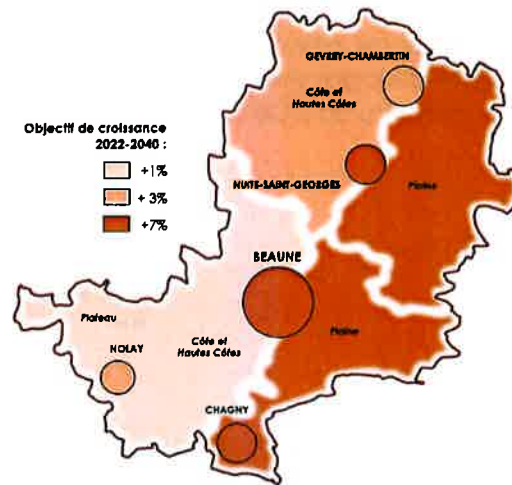 GEVREY-CHAMBERTIN
Côte et
Hautes Côtes
Objectif de croissance
2022-2040 :
+1%
+ 3%
+7%
NUITS-SAINT-GEORGES
Plaine
BEAUNE
Plateau
Côte et
Hautes Côtes
Plaine
NOLAY
CHAGNY